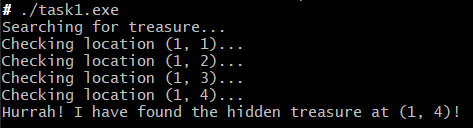 # ./task1.exe
Searching for treasure...
Checking location (1, 1)...
Checking location (1, 2)...
Checking location (1, 3)...
Checking location (1, 4)...
Hurrah! I have found the hidden treasure at (1, 4)!